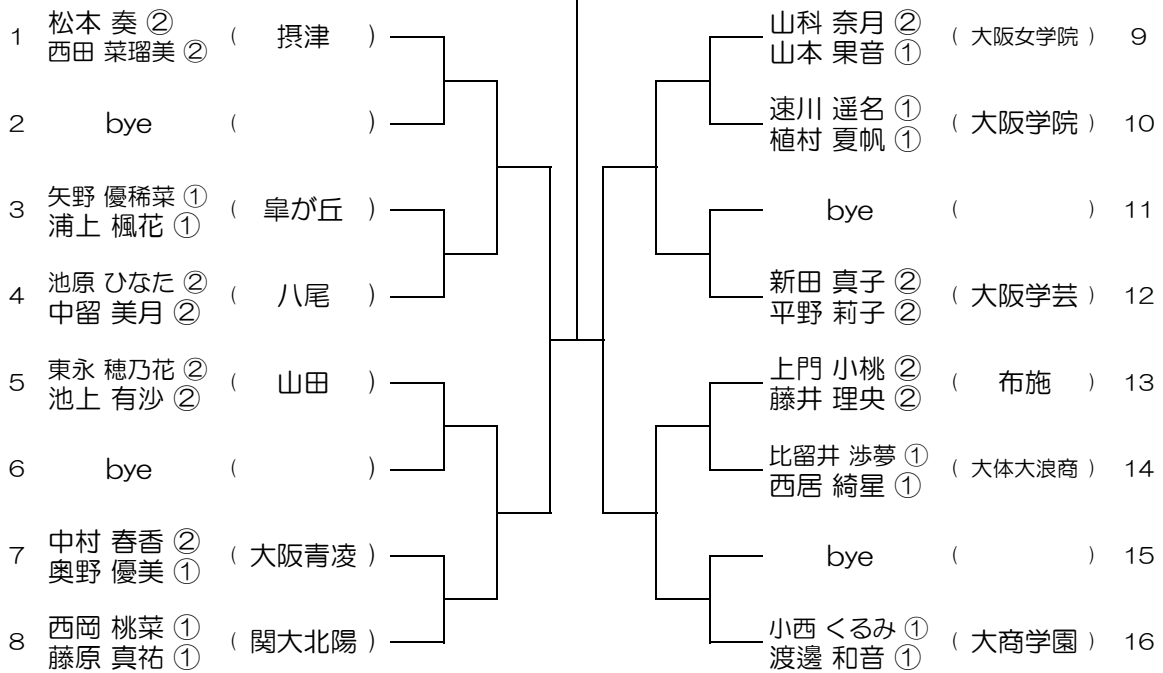 1 松本 奏 ② ( 摂津 )
西田 菜瑠美 ②
2 bye ( )
3 矢野 優稀菜 ① ( 皐が丘 )
浦上 楓花 ①
4 池原 ひなた ② ( 八尾 )
中留 美月 ②
5 東永 穂乃花 ② ( 山田 )
池上 有沙 ②
6 bye ( )
7 中村 春香 ② ( 大阪青凌 )
奥野 優美 ①
8 西岡 桃菜 ① ( 関大北陽 )
藤原 真祐 ①
山科 奈月 ② ( 大阪女学院 ) 9
山本 果音 ①
速川 遥名 ① ( 大阪学院 ) 10
植村 夏帆 ①
bye ( ) 11
新田 真子 ② ( 大阪学芸 ) 12
平野 莉子 ②
上門 小桃 ② ( 布施 ) 13
藤井 理央 ②
比留井 渉夢 ① ( 大体大浪商 ) 14
西居 綺星 ①
bye ( ) 15
小西 くるみ ① ( 大商学園 ) 16
渡邊 和音 ①